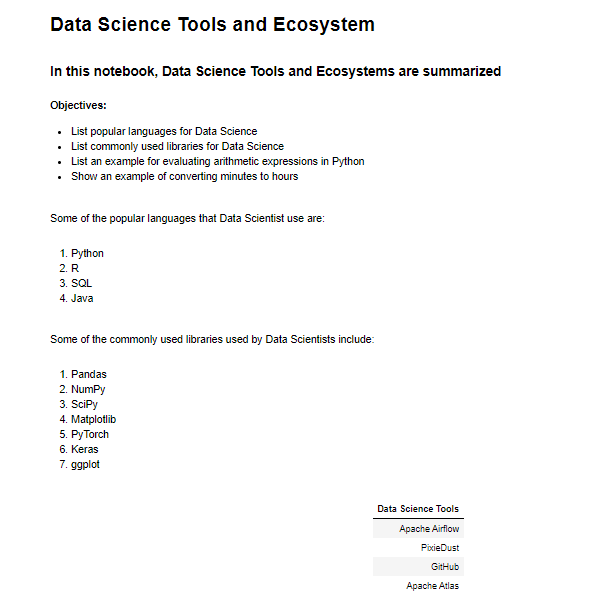 Data Science Tools and Ecosystem
In this notebook, Data Science Tools and Ecosystems are summarized
Objectives:
• List popular languages for Data Science
• List commonly used libraries for Data Science
• List an example for evaluating arithmetic expressions in Python
• Show an example of converting minutes to hours
Some of the popular languages that Data Scientist use are:
1. Python
2. R
3. SQL
4. Java
Some of the commonly used libraries used by Data Scientists include:
1. Pandas
2. NumPy
3. SciPy
4. Matplotlib
5. PyTorch
6. Keras
7. ggplot
Data Science Tools
Apache Airflow
PixieDust
GitHub
Apache Atlas